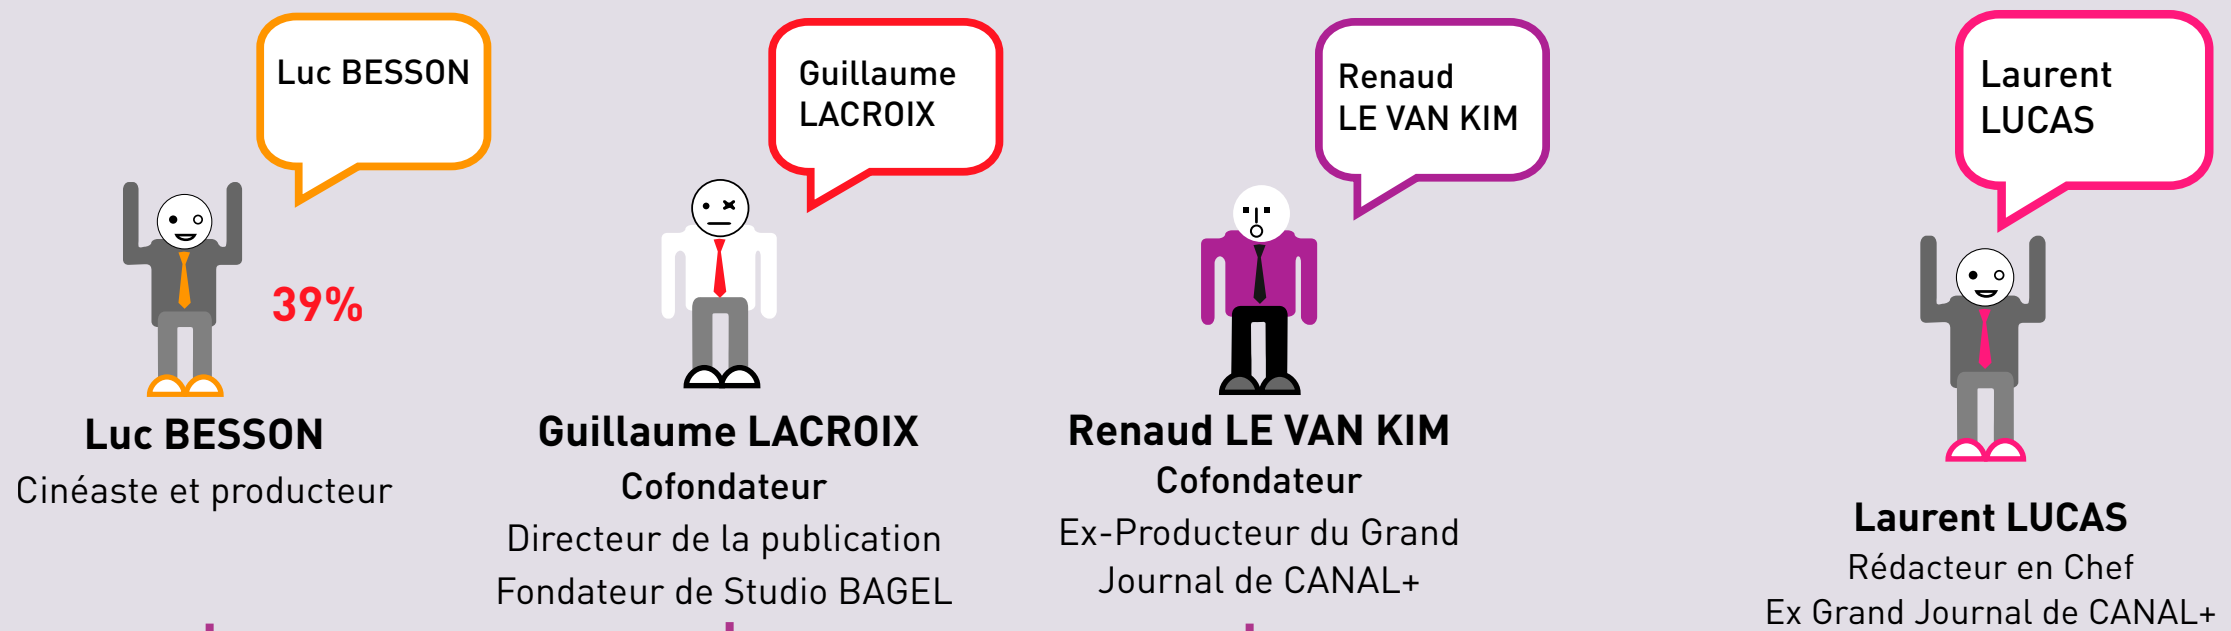 Luc BESSON
Guillaume
LACROIX
Renaud
LE VAN KIM
Laurent
LUCAS
39%
Luc BESSON
Cinéaste et producteur
Guillaume LACROIX
Cofondateur
Directeur de la publication
Fondateur de Studio BAGEL
Renaud LE VAN KIM
Cofondateur
Ex-Producteur du Grand
Journal de CANAL+
Laurent LUCAS
Rédacteur en Chef
Ex Grand Journal de CANAL+